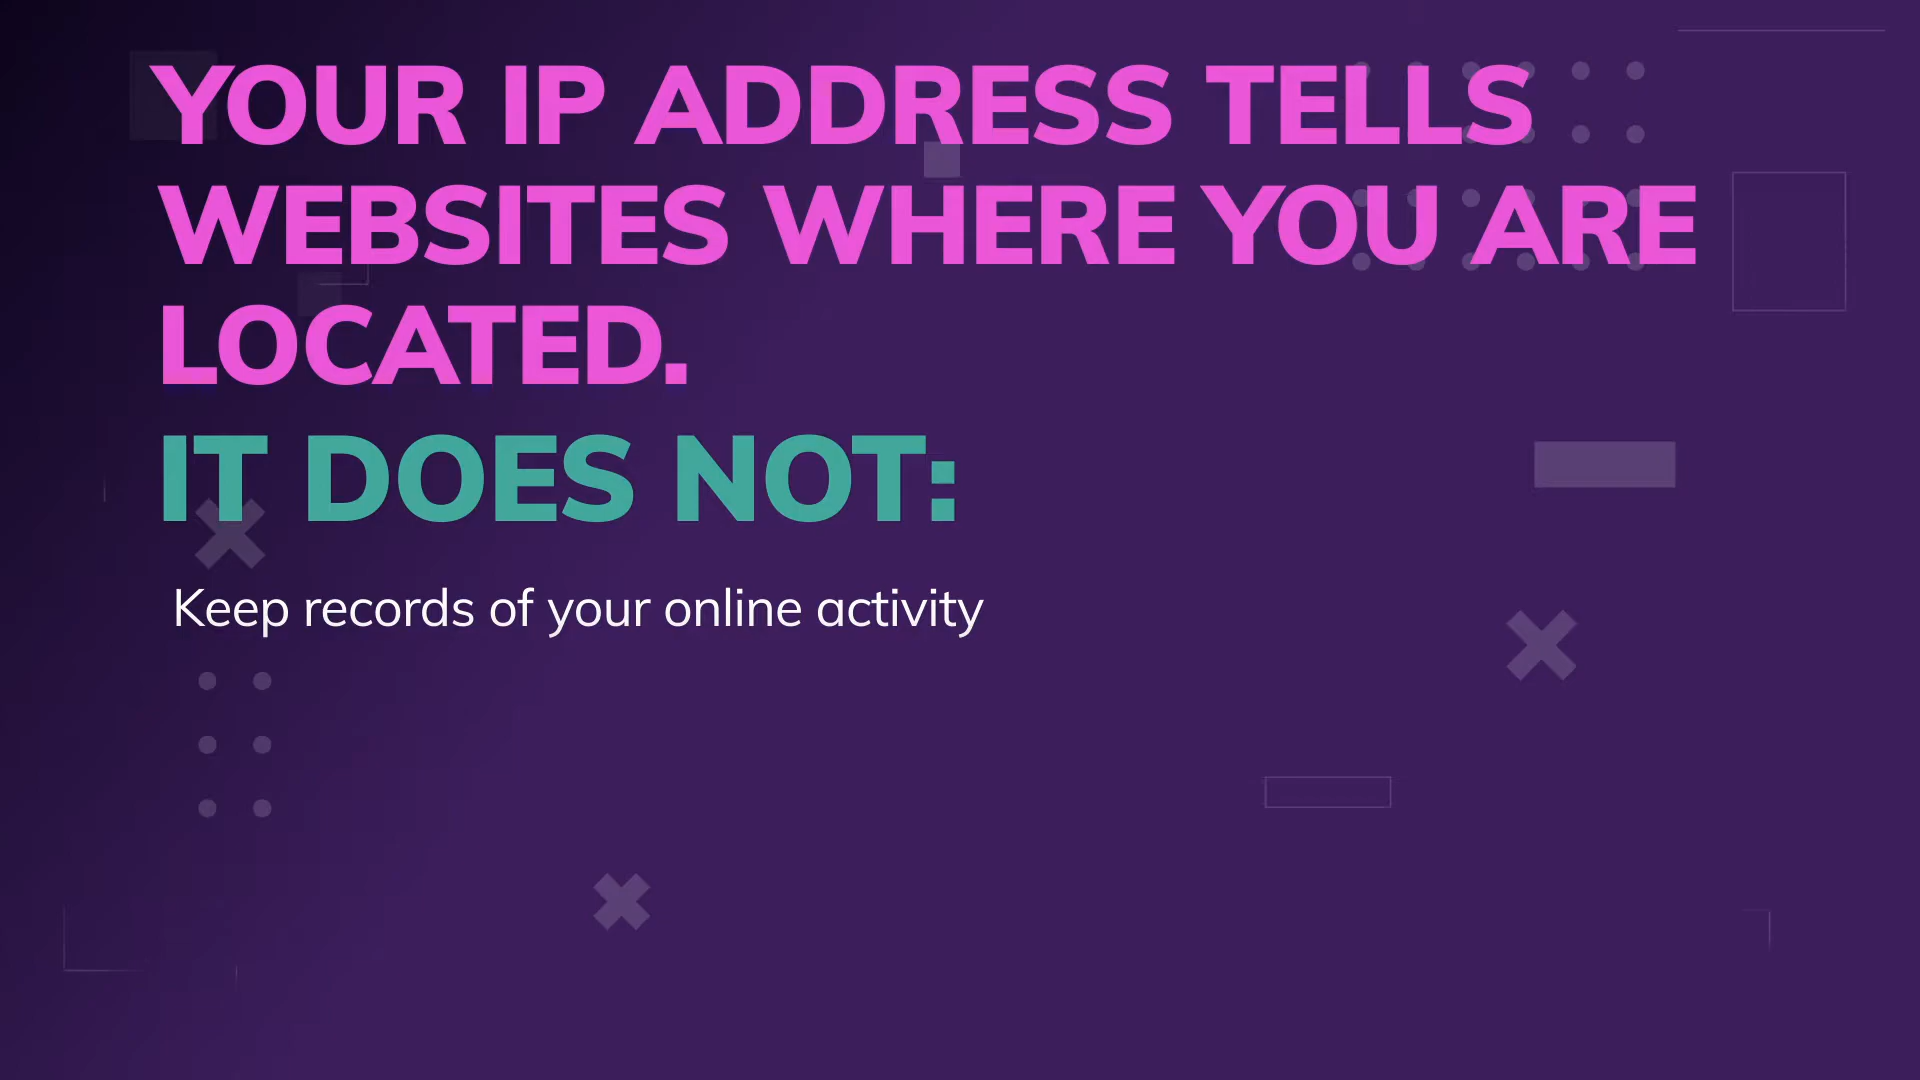 YOUR IP ADDRESS TELLS
WEBSITES WHERE YOU ARE
LOCATED.
IT DOES NOT:
Keep records of your online activity